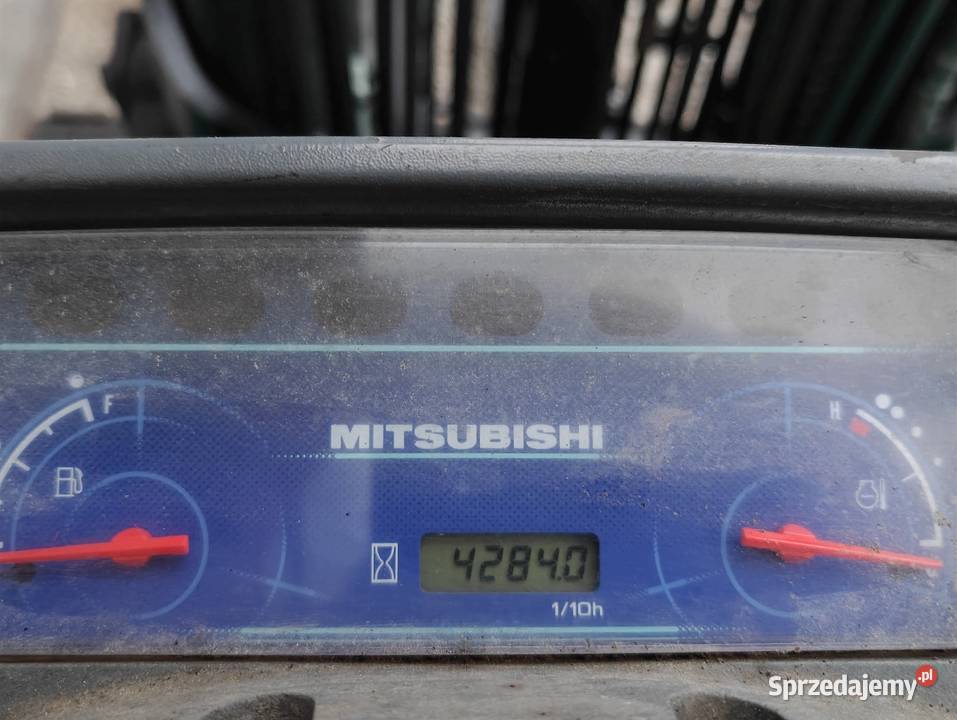 F
H
MITSUBISHI
4284.0
1/10h
Sprzedajemy.pl